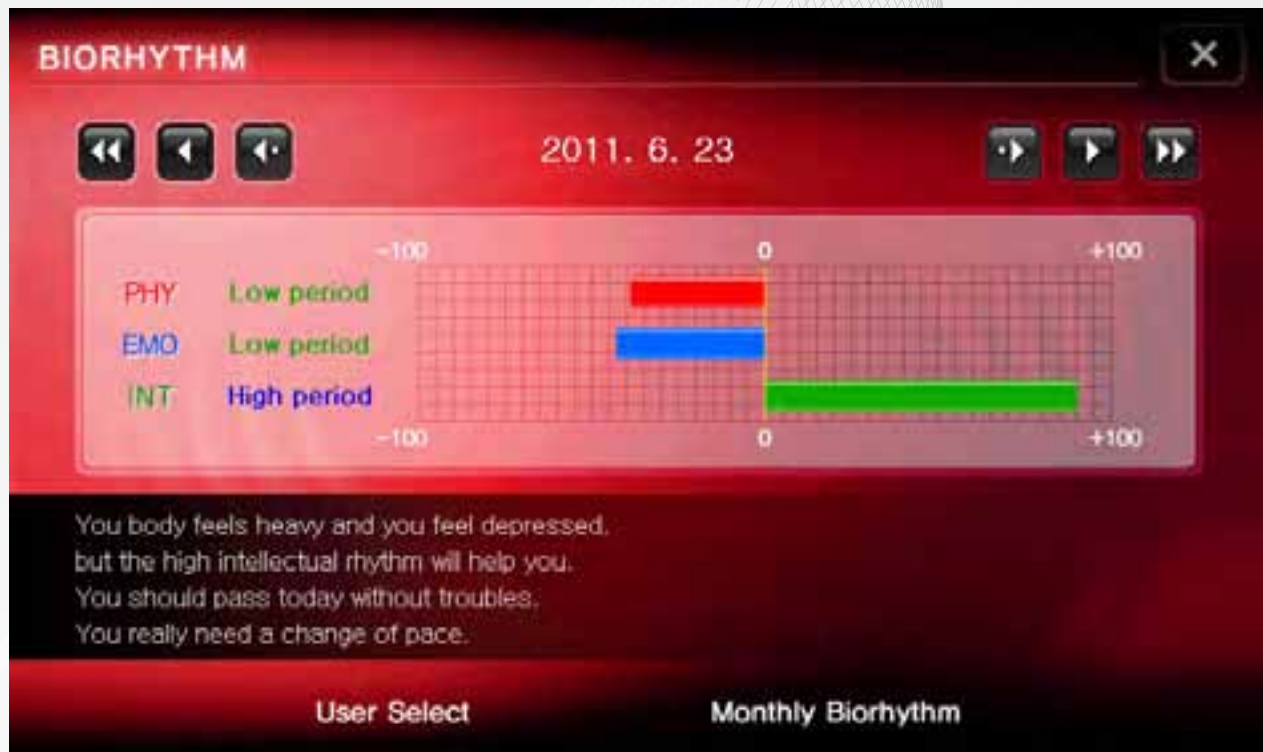 BIORHYTHM
2011. 6. 23
-100 0 +100
PHY Low period
EMO Low period
INT High period
-100 0 +100
You body feels heavy and you feel depressed,
but the high intellectual rhythm will help you.
You should pass today without troubles.
You really need a change of pace.
User Select Monthly Biorhythm